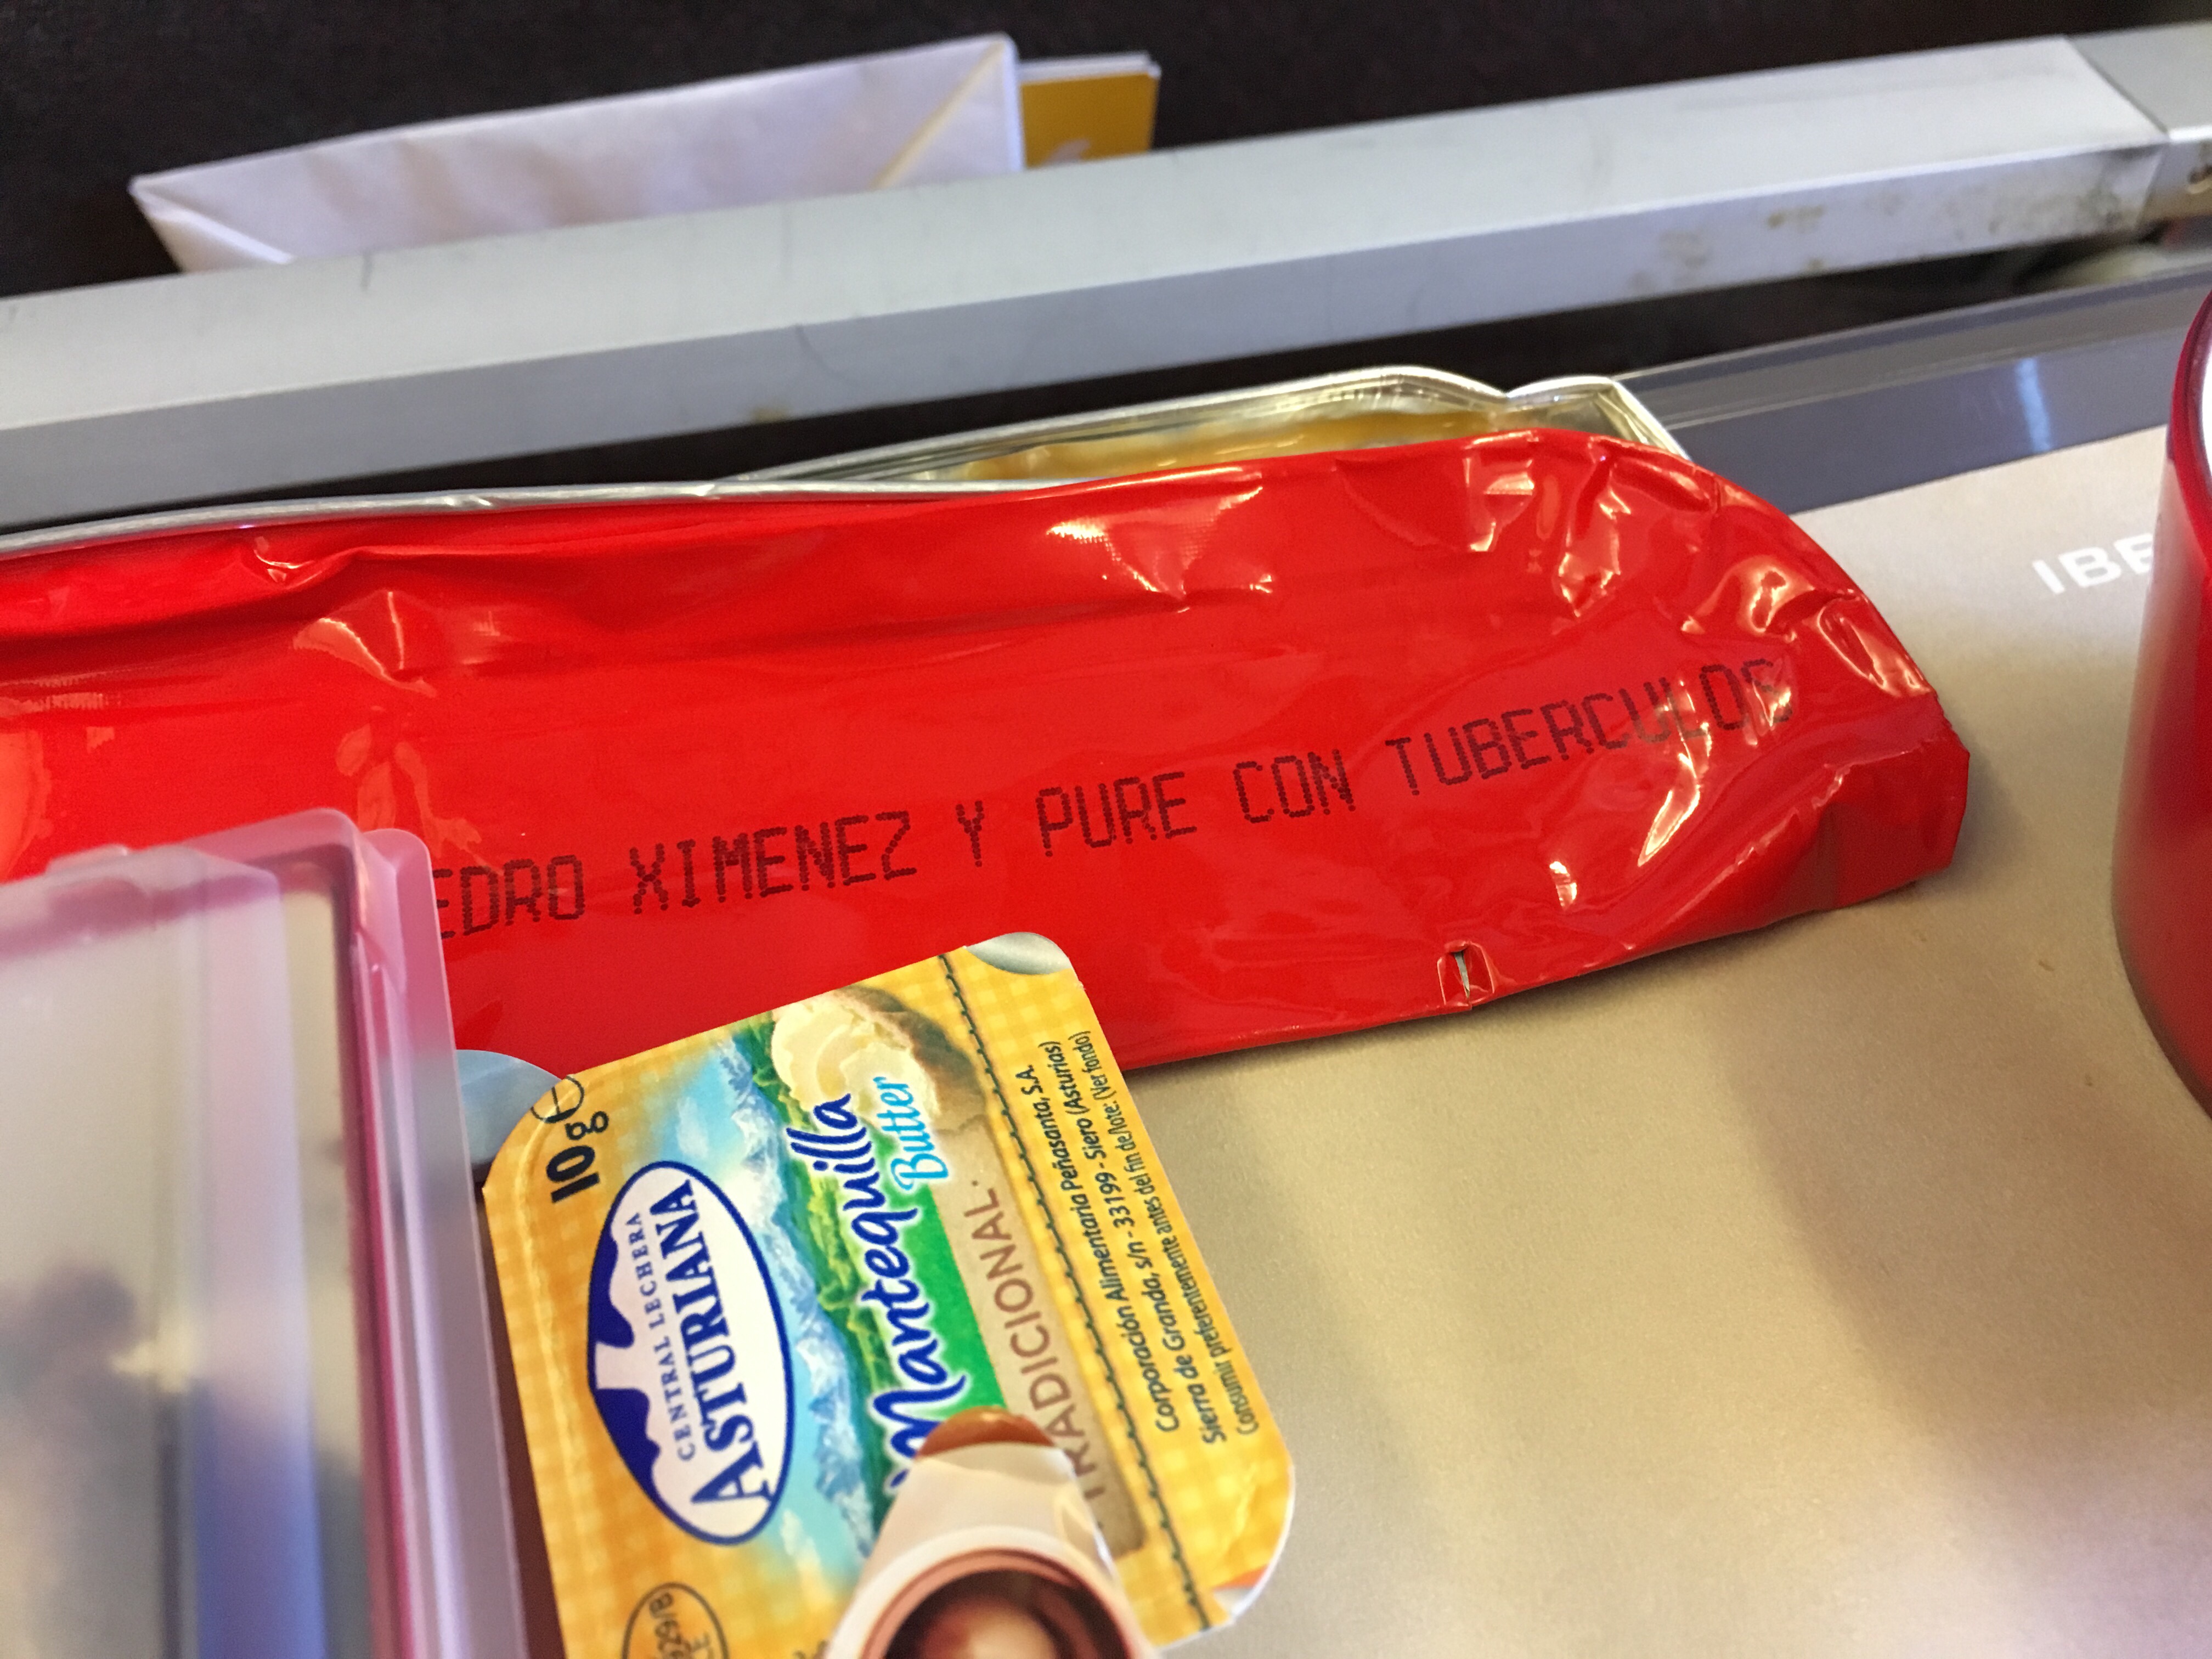 IBE
EDRO XIMENEZ Y PURE CON TUBERCULOS
10g e
CENTRAL LECHERA
ASTURIANA
Mantequilla
Butter
TRADICIONAL
Corporación Alimentaria Peñasanta, S.A.
Sierra de Granda, s/n - 33199 - Siero (Asturias)
Consumir preferentemente antes del fin de/lote: (Ver fondo)